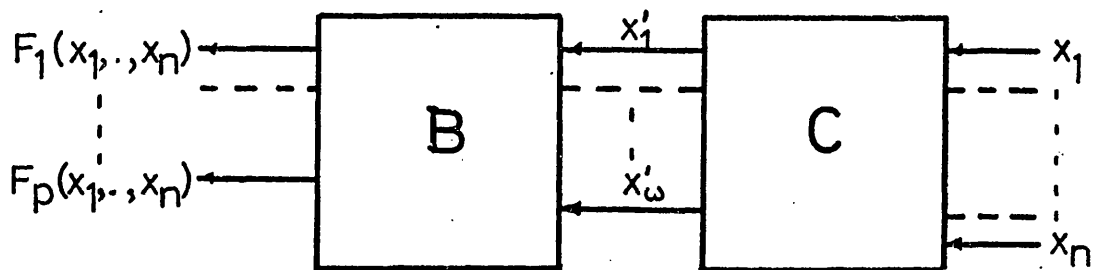 F₁(x₁,.,xₙ)
B
x′₁
C
x₁
Fₚ(x₁,.,xₙ)
x′ω
xₙ